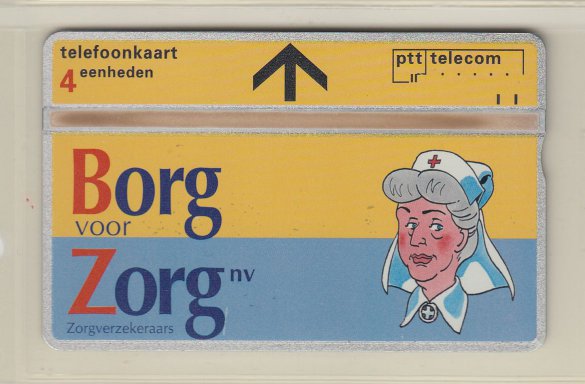 telefoonkaart
4 eenheden
ptt telecom
Borg
voor
Zorg nv
Zorgverzekeraars